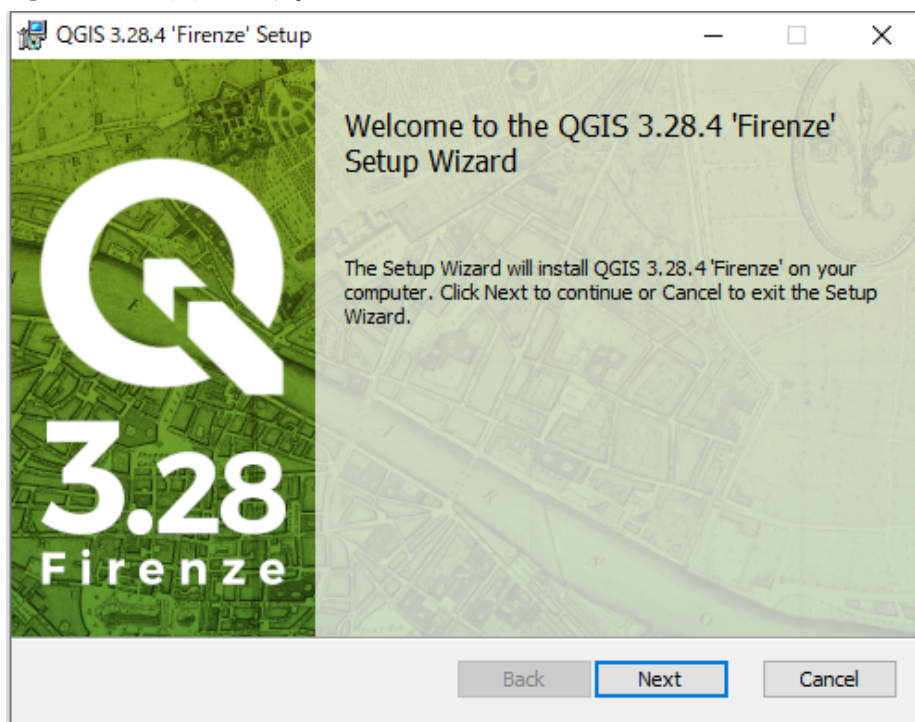 QGIS 3.28.4 'Firenze' Setup
Welcome to the QGIS 3.28.4 'Firenze'
Setup Wizard
The Setup Wizard will install QGIS 3.28.4 'Firenze' on your
computer. Click Next to continue or Cancel to exit the Setup
Wizard.
3.28
Firenze
Back
Next
Cancel